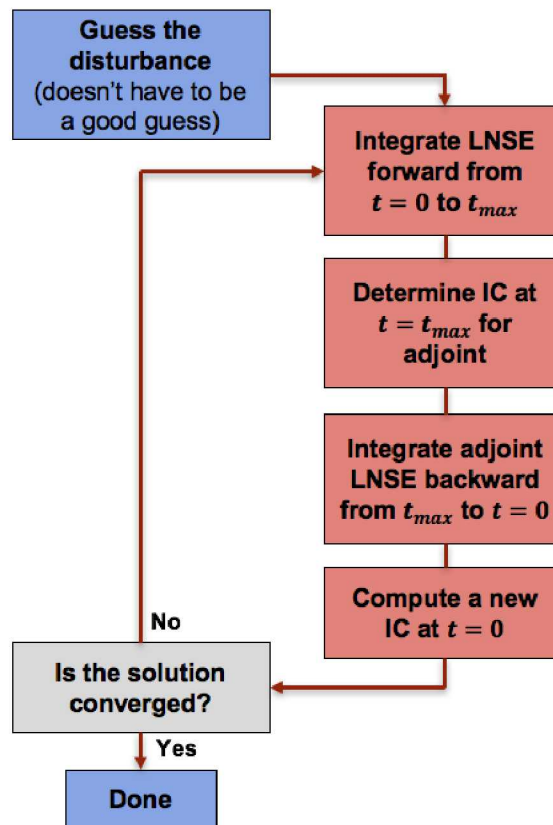 Guess the
disturbance
(doesn't have to be
a good guess)
Integrate LNSE
forward from
t = 0 to t_max
Determine IC at
t = t_max for
adjoint
Integrate adjoint
LNSE backward
from t_max to t = 0
Compute a new
IC at t = 0
No
Is the solution
converged?
Yes
Done